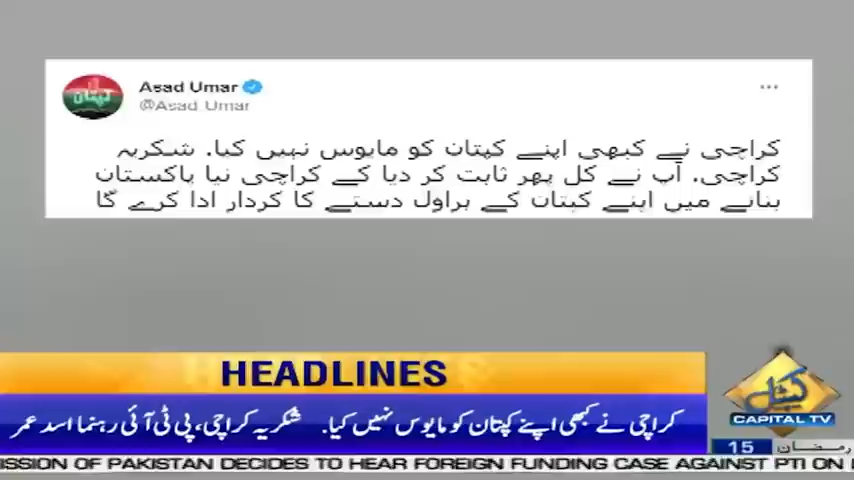 Asad Umar
@Asad_Umar
کراچی نے کبھی اپنے کپتان کو مایوس نہیں کیا. شکریہ
کراچی. آپ نے کل پھر ثابت کر دیا کے کراچی نیا پاکستان
بنانے میں اپنے کپتان کے ہراول دستے کا کردار ادا کرے گا
کپتان
HEADLINES
کراچی نے کبھی اپنے کپتان کو مایوس نہیں کیا. شکریہ کراچی، پی ٹی آئی رہنما اسد عمر
کیپٹل
CAPITAL TV
15 رمضان
ISSION OF PAKISTAN DECIDES TO HEAR FOREIGN FUNDING CASE AGAINST PTI ON D